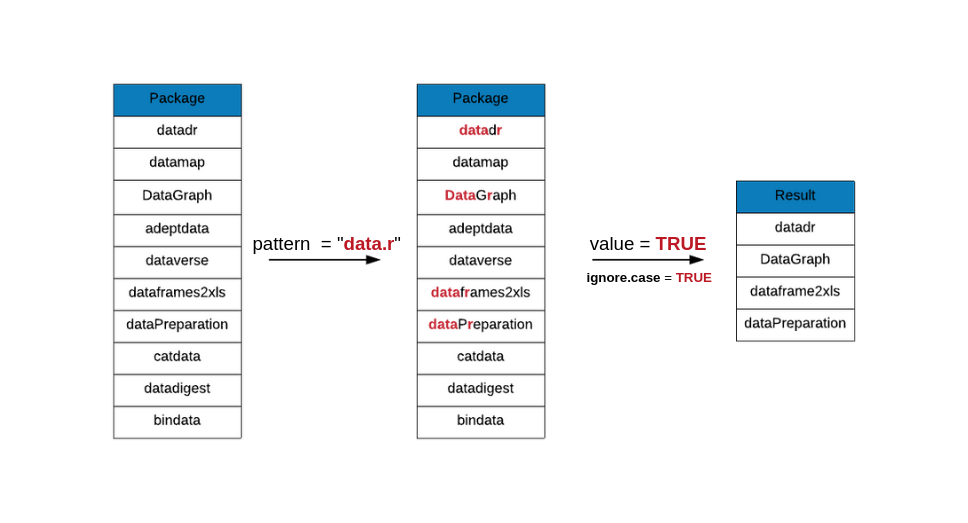 Package
datadr
datamap
DataGraph
adeptdata
dataverse
dataframes2xls
dataPreparation
catdata
datadigest
bindata
pattern = "data.r"
Package
datadr
datamap
DataGraph
adeptdata
dataverse
dataframes2xls
dataPreparation
catdata
datadigest
bindata
value = TRUE
ignore.case = TRUE
Result
datadr
DataGraph
dataframe2xls
dataPreparation